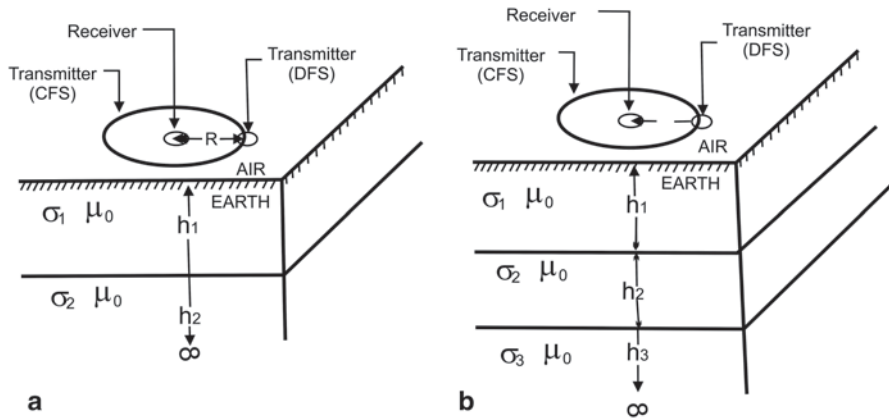 Receiver
Transmitter
(DFS)
Transmitter
(CFS)
R
AIR
EARTH
σ1 μ0
h1
σ2 μ0
h2
∞
a
Receiver
Transmitter
(DFS)
Transmitter
(CFS)
AIR
EARTH
σ1 μ0
h1
σ2 μ0
h2
σ3 μ0
h3
∞
b